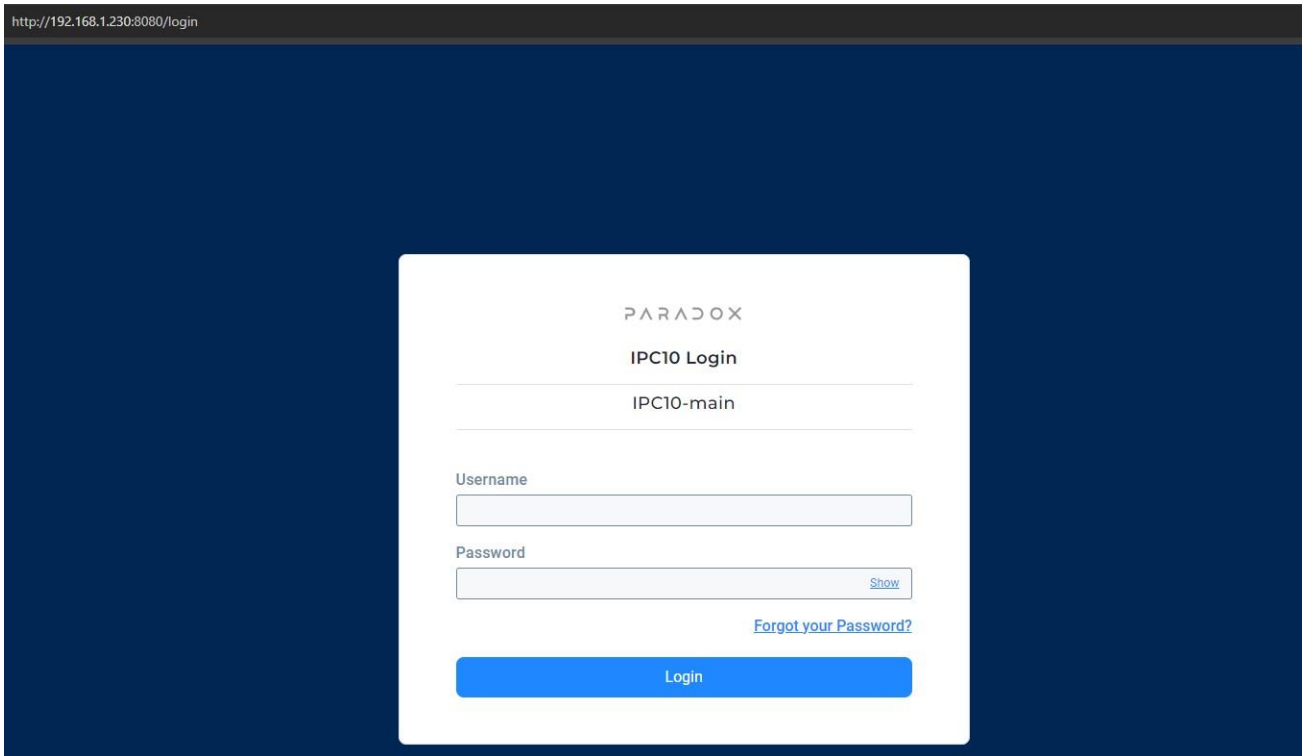 http://192.168.1.230:8080/login
PARADOX
IPC10 Login
IPC10-main
Username
Password
Show
Forgot your Password?
Login